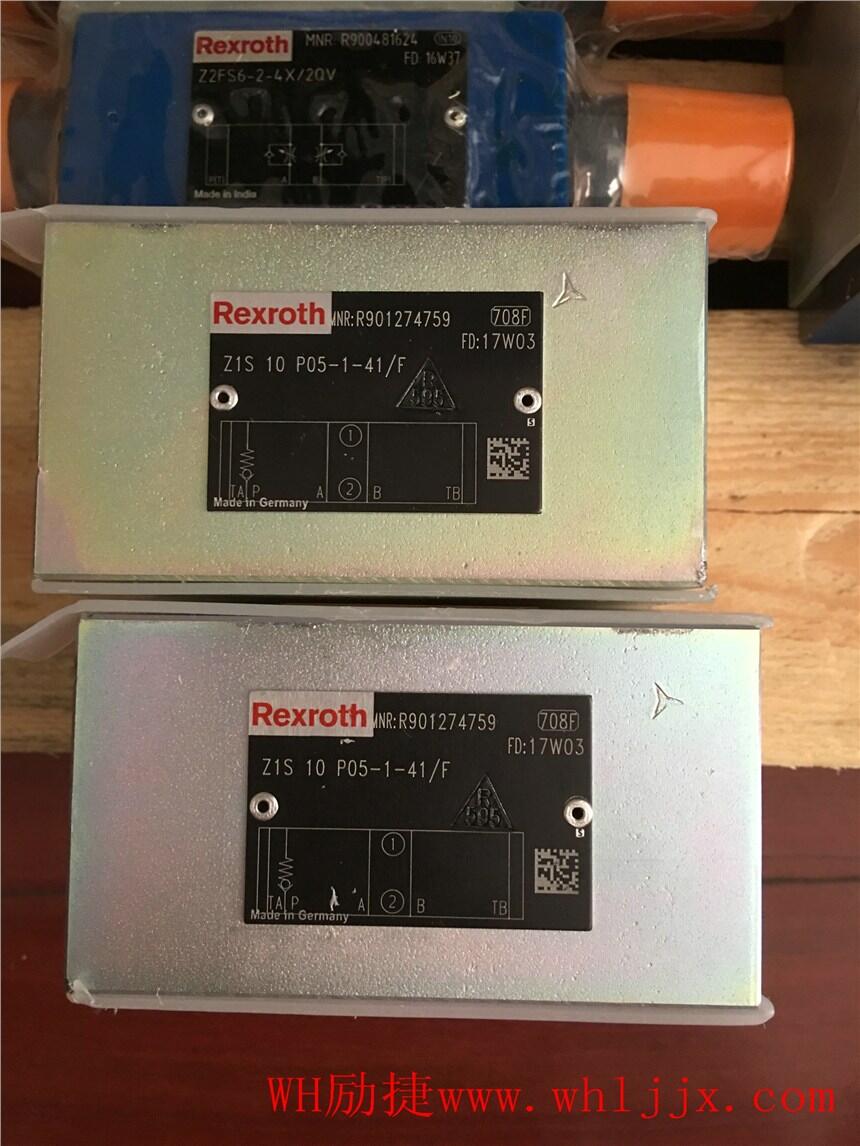 Rexroth MNR: R900481624 IN10
FD: 16W37
Z2FS6-2-4X/2QV
P(T) A B T(P)
Made in India
Rexroth MNR:R901274759 708F
FD:17W03
Z1S 10 P05-1-41/F
R
595
1
S
TA P A 2 B TB
Made in Germany
Rexroth MNR:R901274759 708F
FD:17W03
Z1S 10 P05-1-41/F
R
595
S
1
TA P A 2 B TB
Made in Germany
WH励捷www.whljjx.com